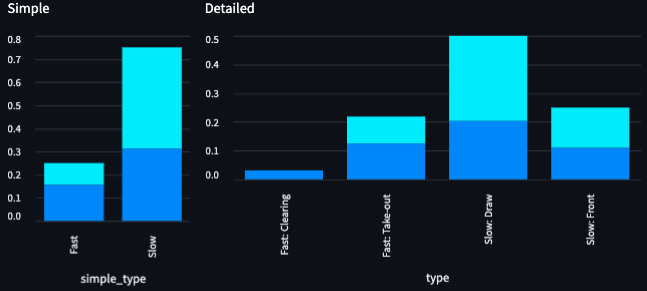 Simple
0.8
0.7
0.6
0.5
0.4
0.3
0.2
0.1
0.0
Fast
Slow
simple_type
Detailed
0.5
0.4
0.3
0.2
0.1
0.0
Fast: Clearing
Fast: Take-out
Slow: Draw
Slow: Front
type